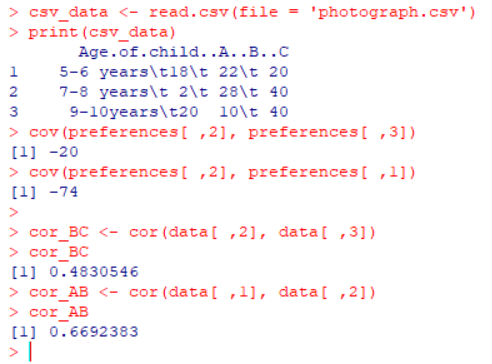 > csv_data <- read.csv(file = 'photograph.csv')
> print(csv_data)
Age.of.child..A..B..C
1 5-6 years\t18\t 22\t 20
2 7-8 years\t 2\t 28\t 40
3 9-10years\t20 10\t 40
> cov(preferences[ ,2], preferences[ ,3])
[1] -20
> cov(preferences[ ,2], preferences[ ,1])
[1] -74
>
> cor_BC <- cor(data[ ,2], data[ ,3])
> cor_BC
[1] 0.4830546
> cor_AB <- cor(data[ ,1], data[ ,2])
> cor_AB
[1] 0.6692383
>